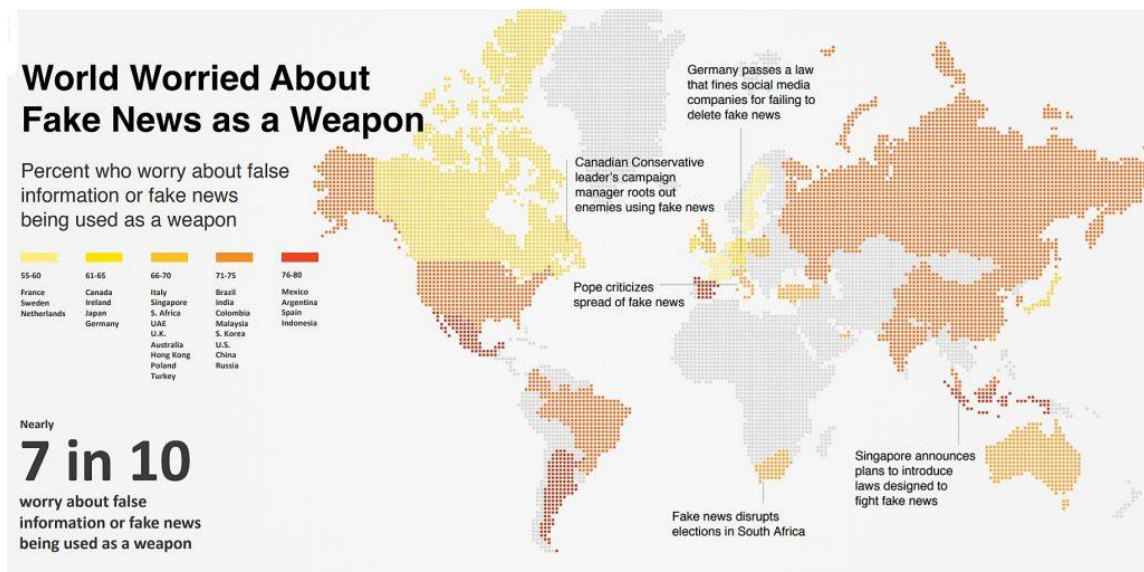 World Worried About
Fake News as a Weapon
Percent who worry about false
information or fake news
being used as a weapon
55-60
France
Sweden
Netherlands
61-65
Canada
Ireland
Japan
Germany
66-70
Italy
Singapore
S. Africa
UAE
U.K.
Australia
Hong Kong
Poland
Turkey
71-75
Brazil
India
Colombia
Malaysia
S. Korea
U.S.
China
Russia
76-80
Mexico
Argentina
Spain
Indonesia
Nearly
7 in 10
worry about false
information or fake news
being used as a weapon
Germany passes a law
that fines social media
companies for failing to
delete fake news
Canadian Conservative
leader's campaign
manager roots out
enemies using fake news
Pope criticizes
spread of fake news
Singapore announces
plans to introduce
laws designed to
fight fake news
Fake news disrupts
elections in South Africa